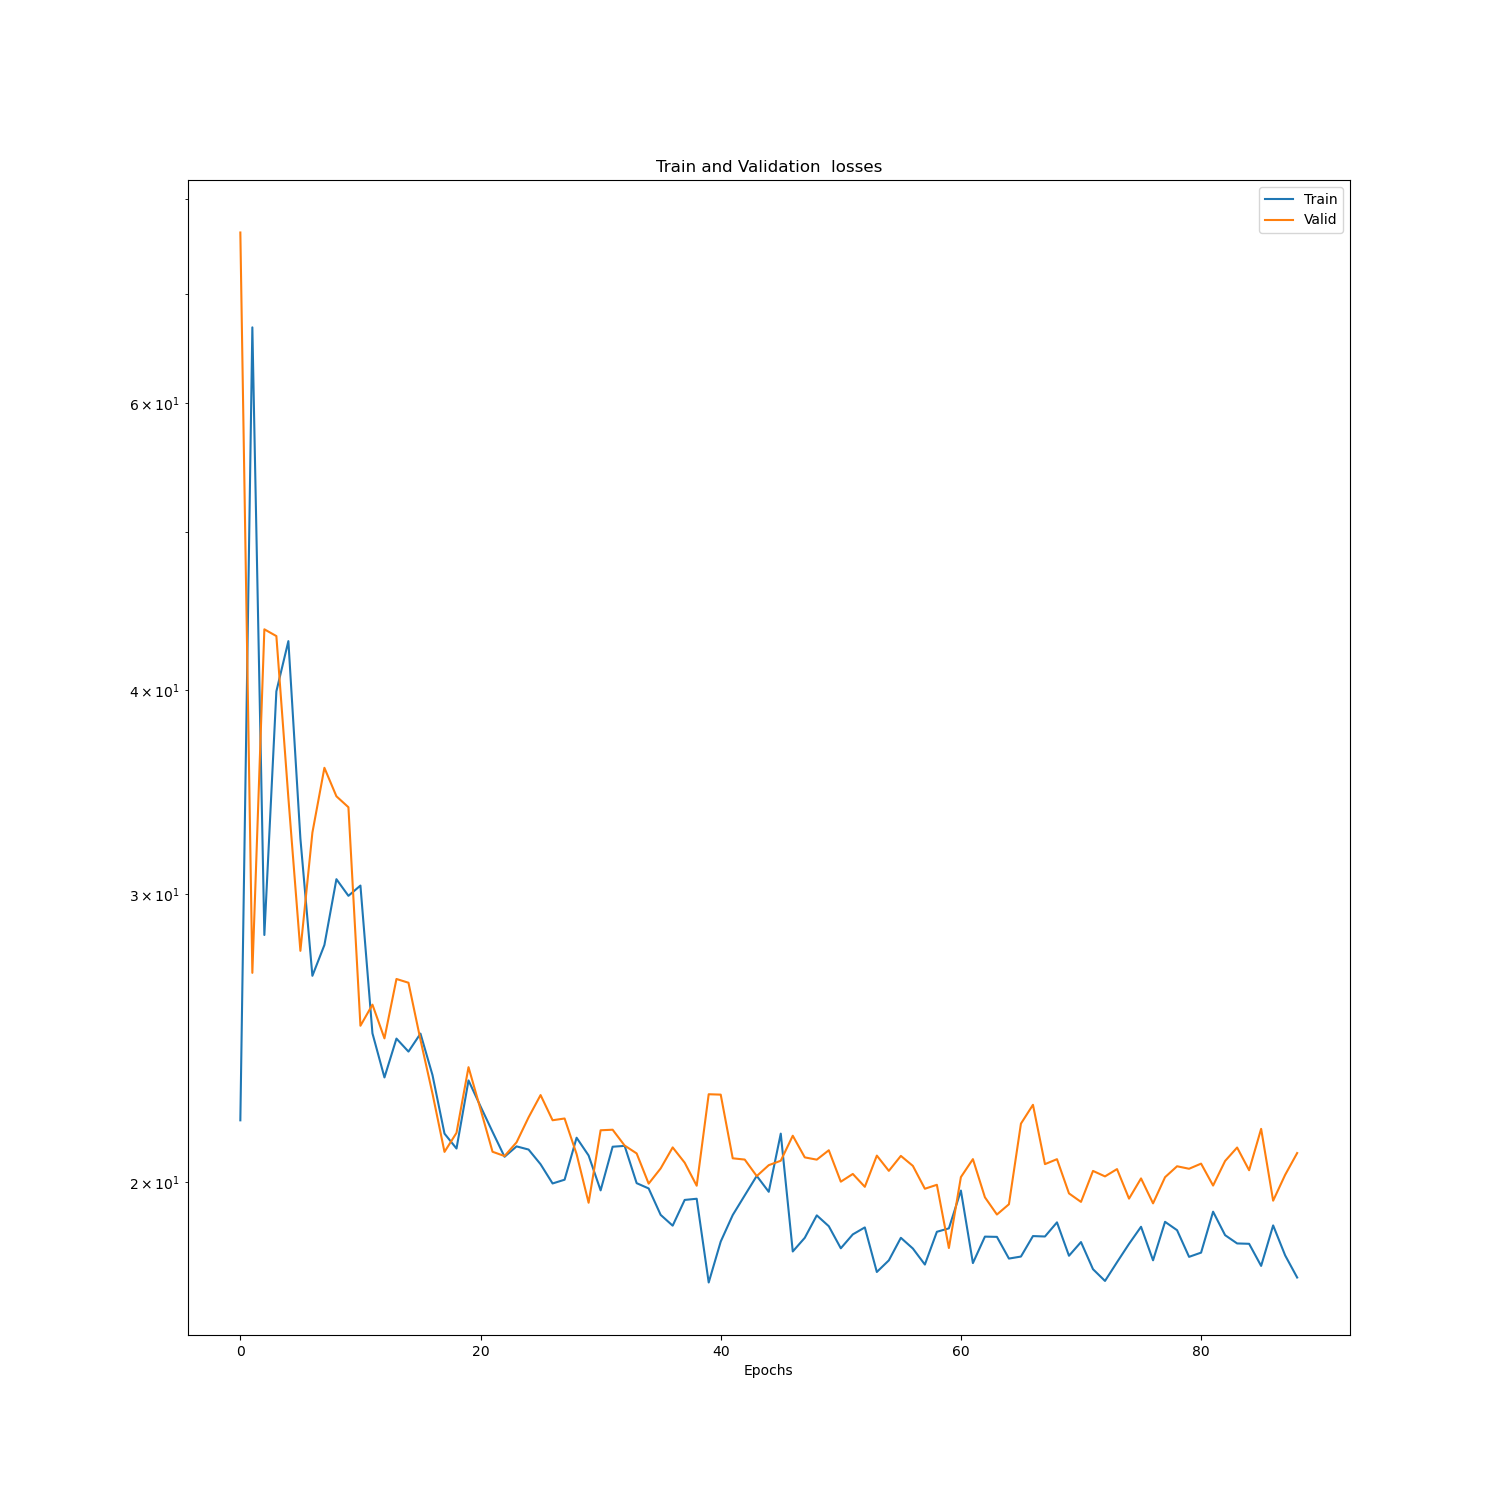 Train and Validation  losses
Train
Valid
6 × 10¹
4 × 10¹
3 × 10¹
2 × 10¹
0 20 40 60 80
Epochs